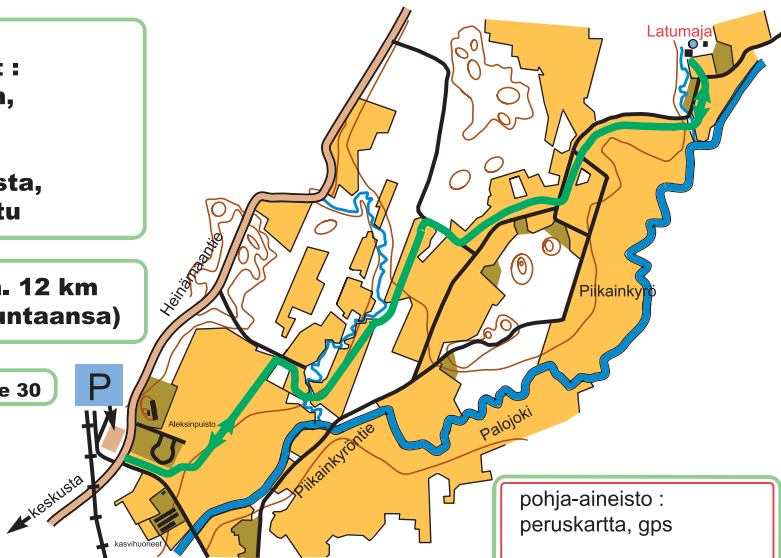 t :
sta,
tu
. 12 km
untaansa)
e 30
P
Latumaja
Heinämaantie
Piikainkyrö
Aleksinpuisto
Palojoki
Piikainkyröntie
keskusta
kasvihuoneet
pohja-aineisto :
peruskartta, gps